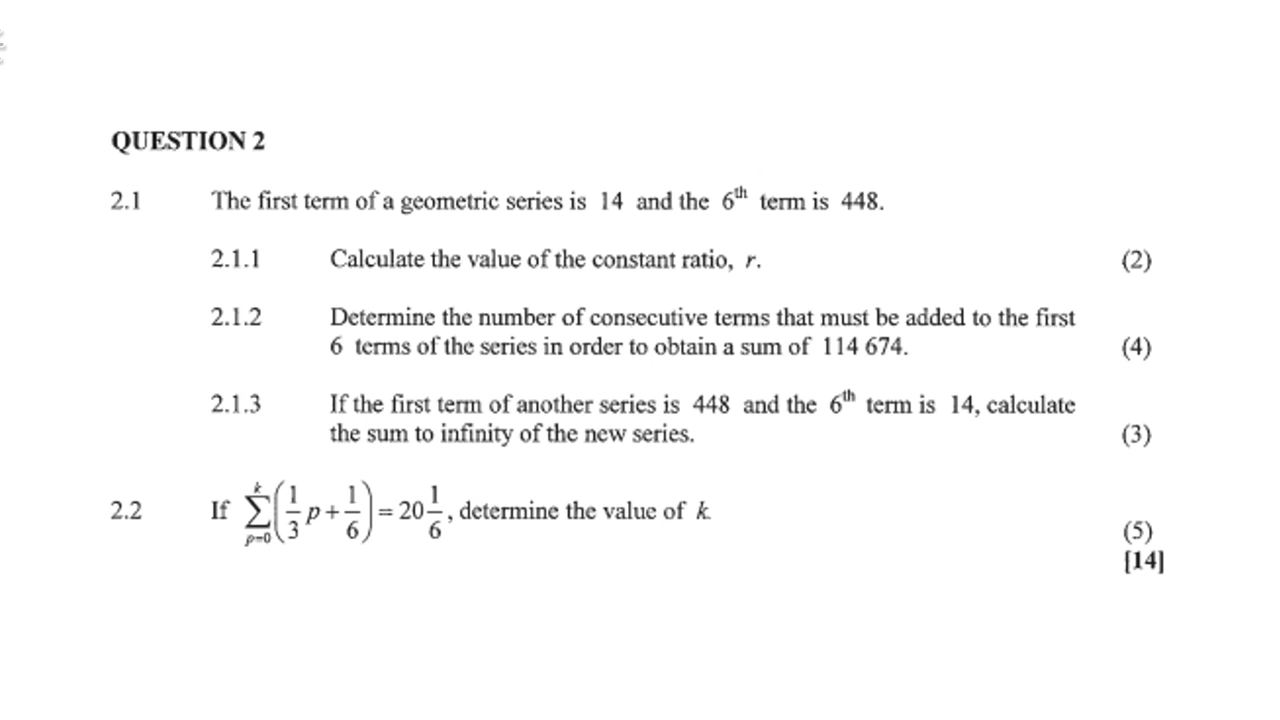 QUESTION 2
2.1 The first term of a geometric series is 14 and the 6th term is 448.
2.1.1 Calculate the value of the constant ratio, r. (2)
2.1.2 Determine the number of consecutive terms that must be added to the first
6 terms of the series in order to obtain a sum of 114 674. (4)
2.1.3 If the first term of another series is 448 and the 6th term is 14, calculate
the sum to infinity of the new series. (3)
2.2 If ∑_{p=0}^{k} (1/3 p + 1/6) = 20 1/6, determine the value of k
(5)
[14]